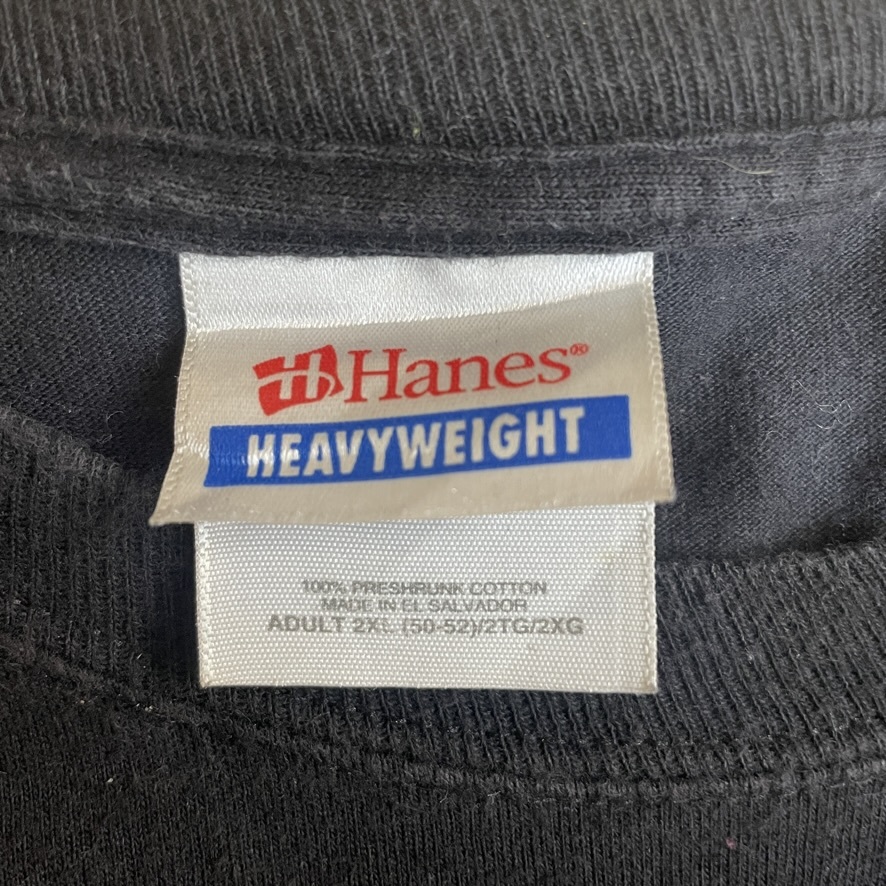 H Hanes®
HEAVYWEIGHT
100% PRESHRUNK COTTON
MADE IN EL SALVADOR
ADULT 2XL (50-52)/2TG/2XG